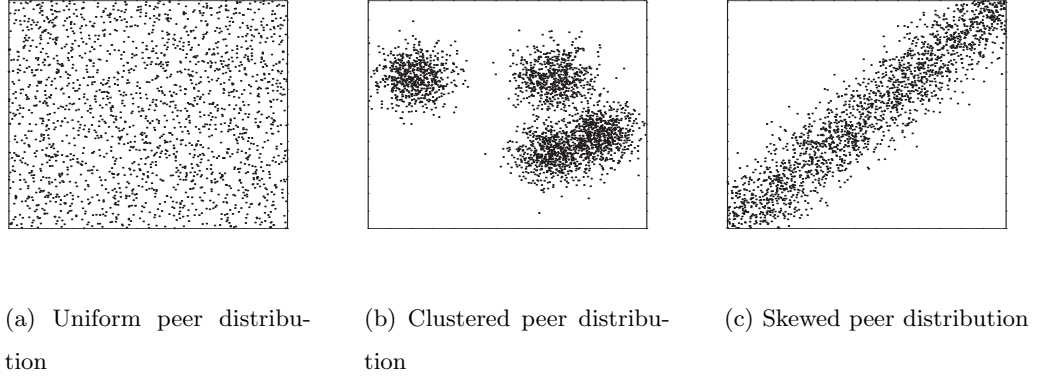 (a) Uniform peer distribu-
tion
(b) Clustered peer distribu-
tion
(c) Skewed peer distribution